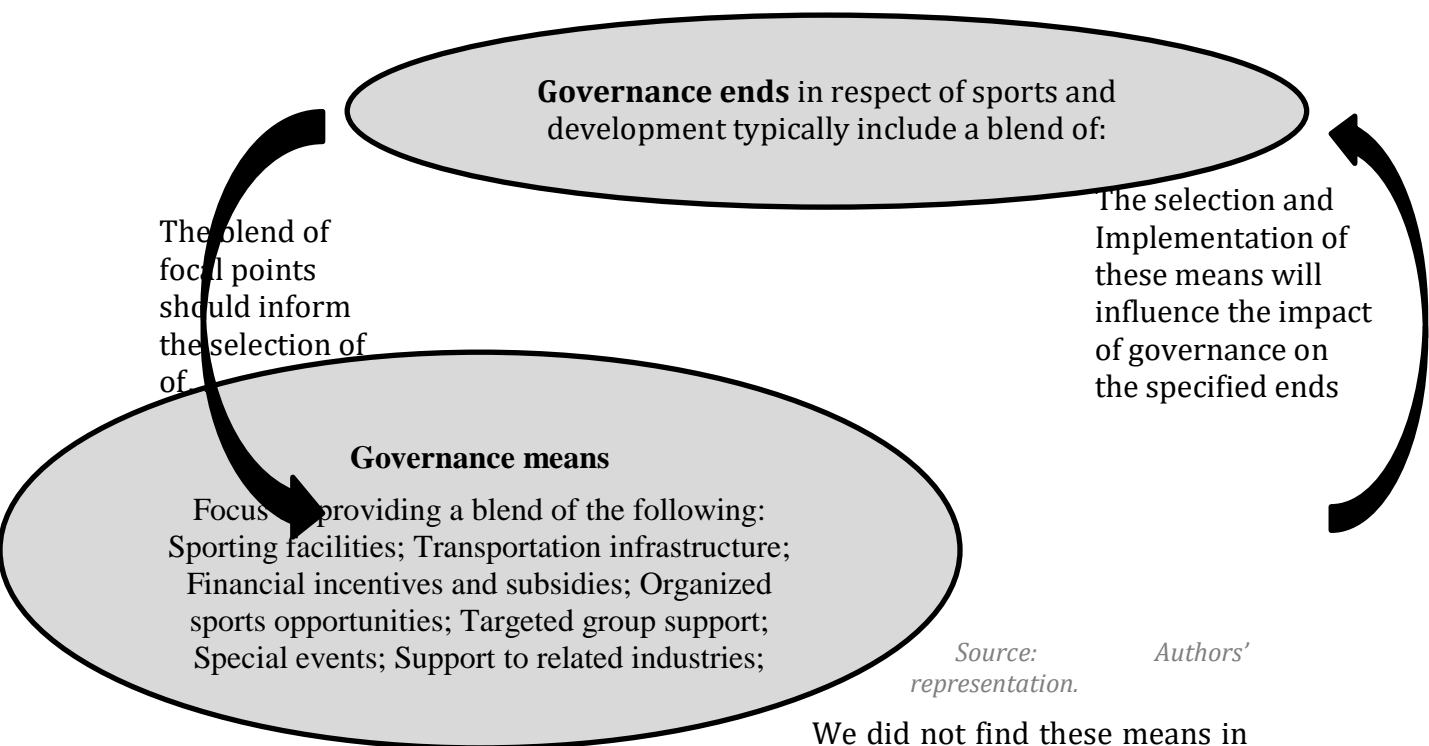 Governance ends in respect of sports and
development typically include a blend of:
The blend of
focal points
should inform
the selection of
of.
The selection and
Implementation of
these means will
influence the impact
of governance on
the specified ends
Governance means
Focus providing a blend of the following:
Sporting facilities; Transportation infrastructure;
Financial incentives and subsidies; Organized
sports opportunities; Targeted group support;
Special events; Support to related industries;
Source: Authors’
representation.
We did not find these means in